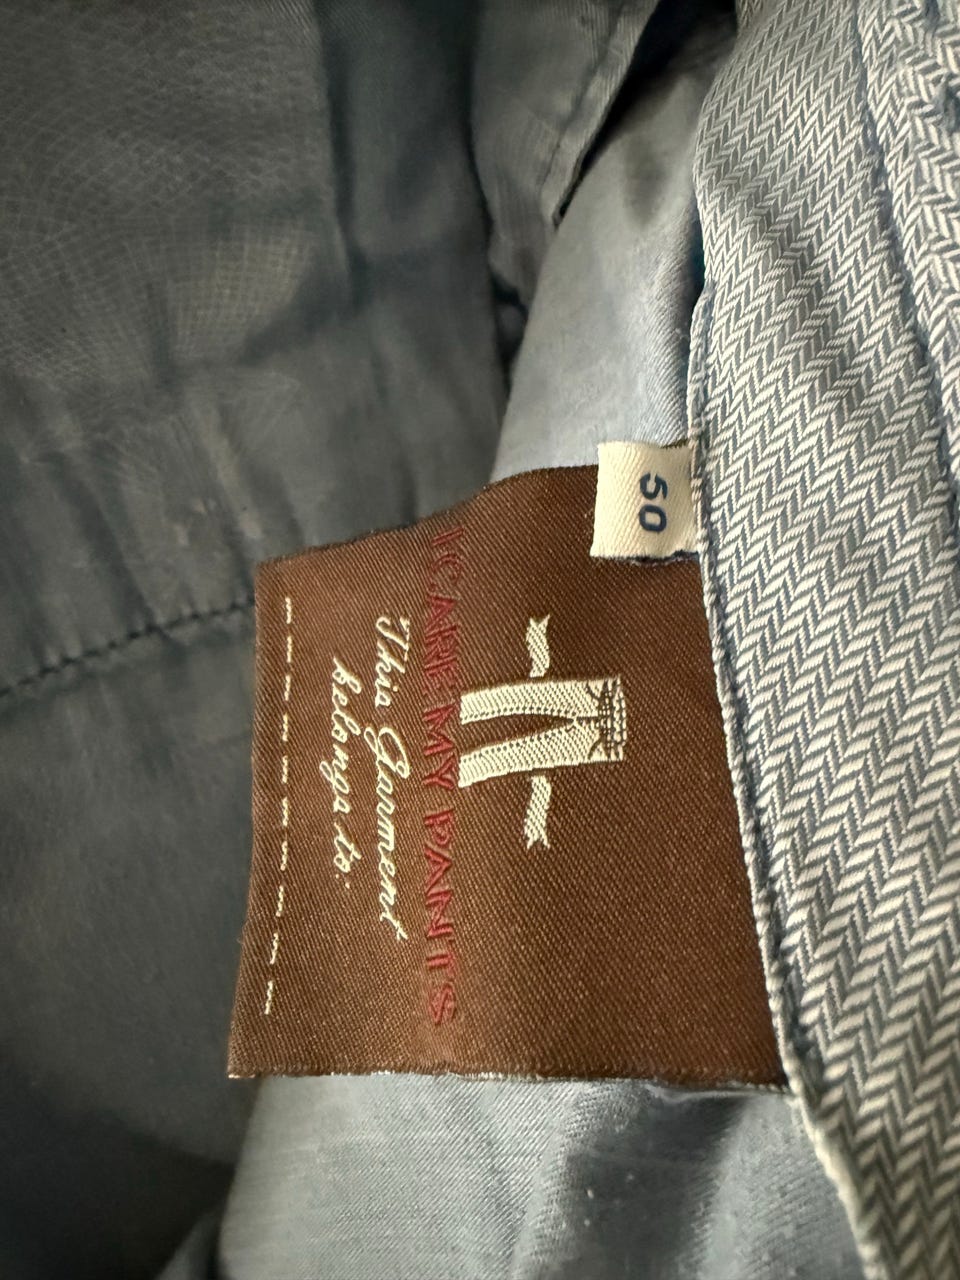 50
I CARE MY PANTS
This Garment
belongs to: